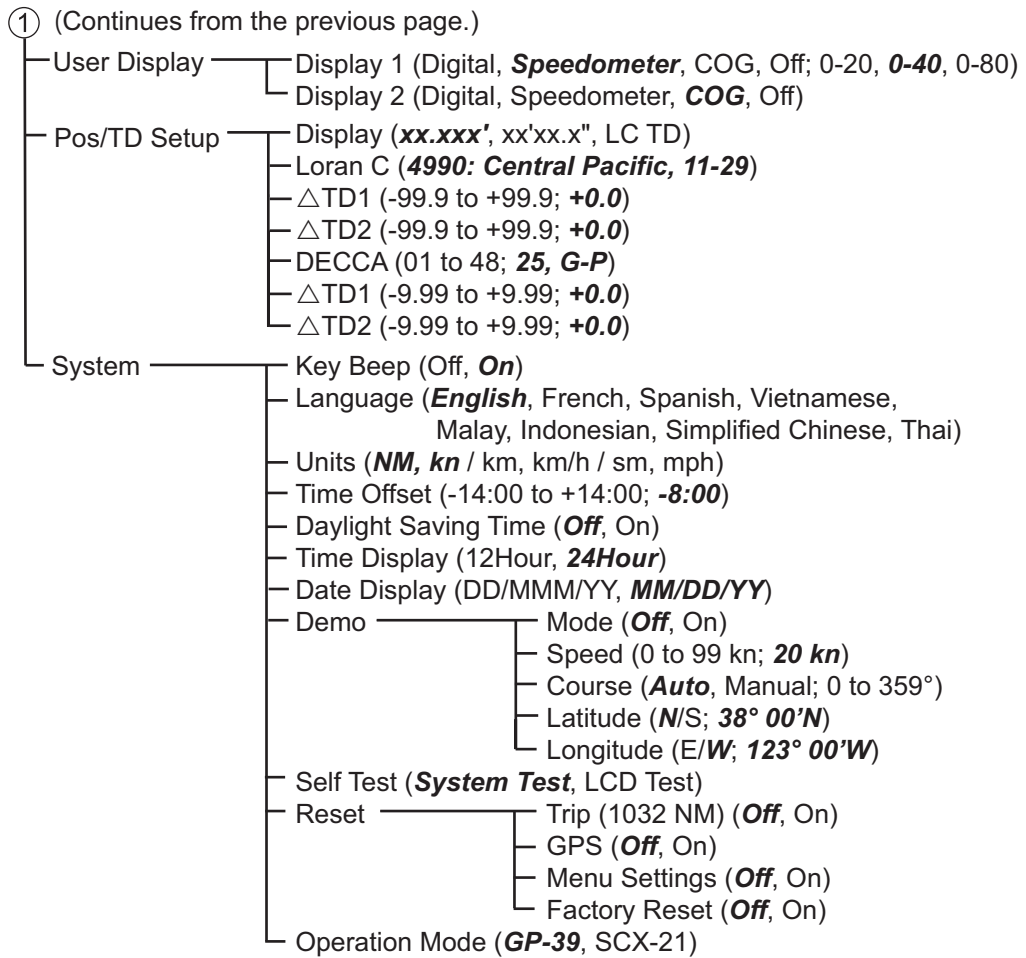 ① (Continues from the previous page.)
User Display
Display 1 (Digital, Speedometer, COG, Off; 0-20, 0-40, 0-80)
Display 2 (Digital, Speedometer, COG, Off)
Pos/TD Setup
Display (xx.xxx', xx'xx.x", LC TD)
Loran C (4990: Central Pacific, 11-29)
△TD1 (-99.9 to +99.9; +0.0)
△TD2 (-99.9 to +99.9; +0.0)
DECCA (01 to 48; 25, G-P)
△TD1 (-9.99 to +9.99; +0.0)
△TD2 (-9.99 to +9.99; +0.0)
System
Key Beep (Off, On)
Language (English, French, Spanish, Vietnamese,
Malay, Indonesian, Simplified Chinese, Thai)
Units (NM, kn / km, km/h / sm, mph)
Time Offset (-14:00 to +14:00; -8:00)
Daylight Saving Time (Off, On)
Time Display (12Hour, 24Hour)
Date Display (DD/MMM/YY, MM/DD/YY)
Demo
Mode (Off, On)
Speed (0 to 99 kn; 20 kn)
Course (Auto, Manual; 0 to 359°)
Latitude (N/S; 38° 00’N)
Longitude (E/W; 123° 00’W)
Self Test (System Test, LCD Test)
Reset
Trip (1032 NM) (Off, On)
GPS (Off, On)
Menu Settings (Off, On)
Factory Reset (Off, On)
Operation Mode (GP-39, SCX-21)